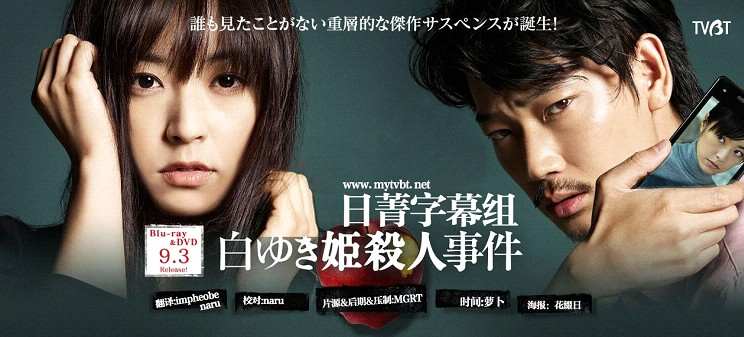 誰も見たことがない重層的な傑作サスペンスが誕生!
TVBT
www. mytvbt. net
日菁字幕组
Blu-ray
&DVD
9.3
Release!
白ゆき姫殺人事件
翻译:impheobe
naru
校对:naru
片源&后期&压制:MGRT
时间:萝卜
海报：花蝃日